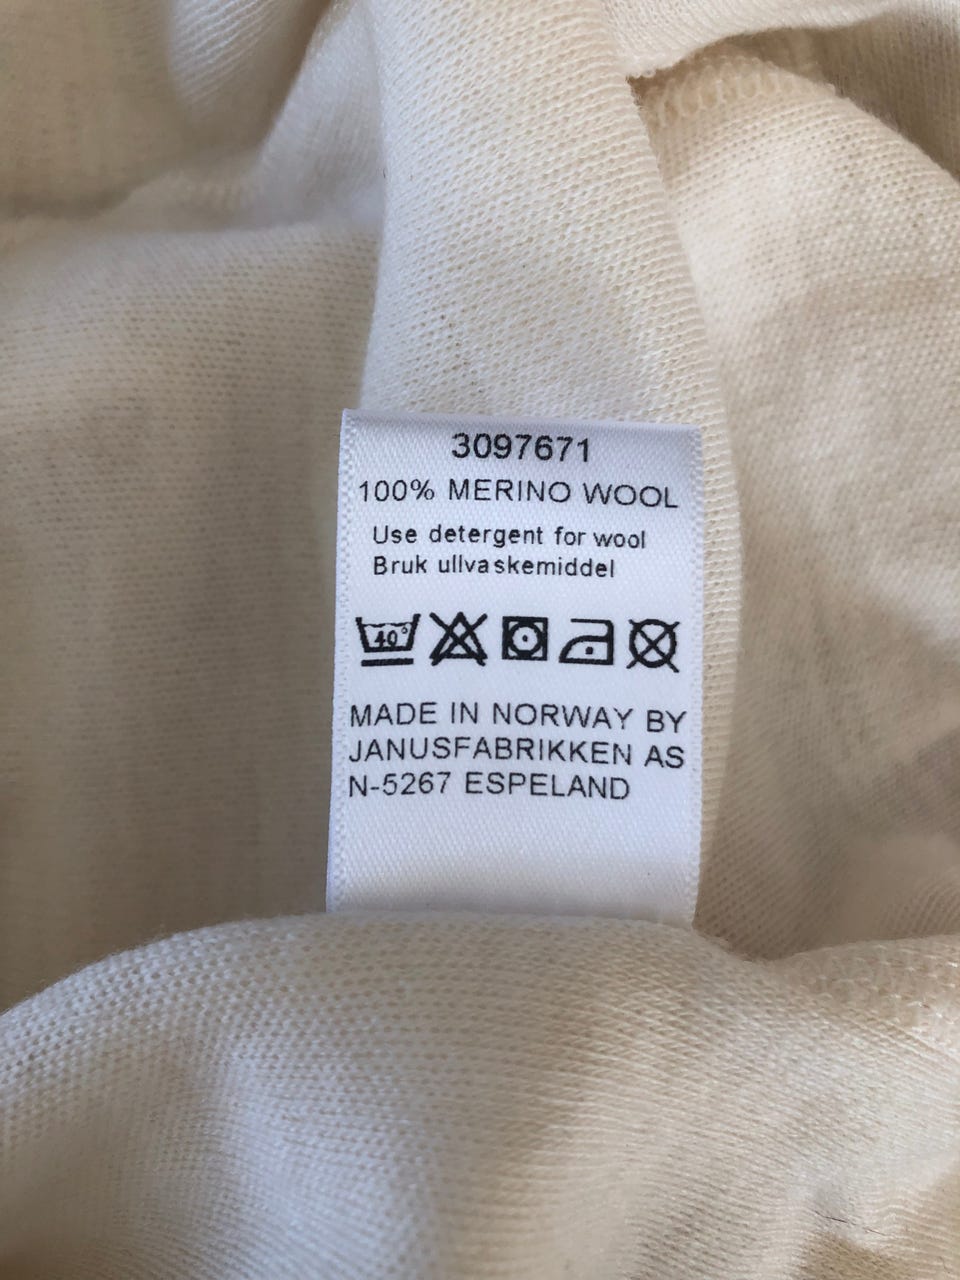 3097671
100% MERINO WOOL
Use detergent for wool
Bruk ullvaskemiddel
40°
MADE IN NORWAY BY
JANUSFABRIKKEN AS
N-5267 ESPELAND